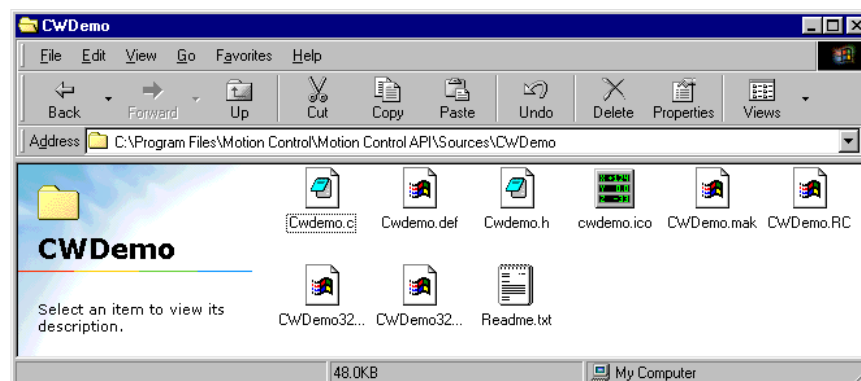 CWDemo
File Edit View Go Favorites Help
Back Forward Up Cut Copy Paste Undo Delete Properties Views
Address C:\Program Files\Motion Control\Motion Control API\Sources\CWDemo
Cwdemo.c Cwdemo.def Cwdemo.h cwdemo.ico CWDemo.mak CWDemo.RC
CWDemo
CWDemo32... CWDemo32... Readme.txt
Select an item to view its
description.
48.0KB My Computer